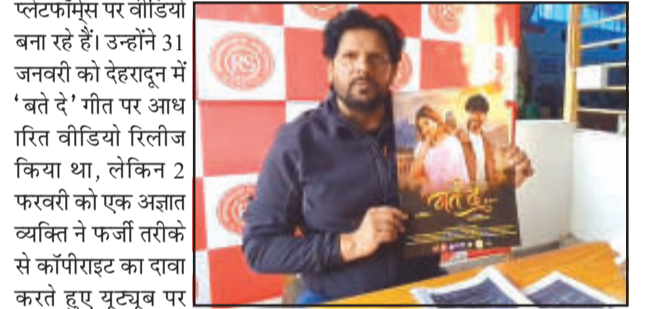 प्लेटफॉर्म्स पर वीडियो
बना रहे हैं। उन्होंने 31
जनवरी को देहरादून में
‘बते दे’ गीत पर आध
ारित वीडियो रिलीज
किया था, लेकिन 2
फरवरी को एक अज्ञात
व्यक्ति ने फर्जी तरीके
से कॉपीराइट का दावा
करते हुए यूट्यूब पर
RS
बते दे...